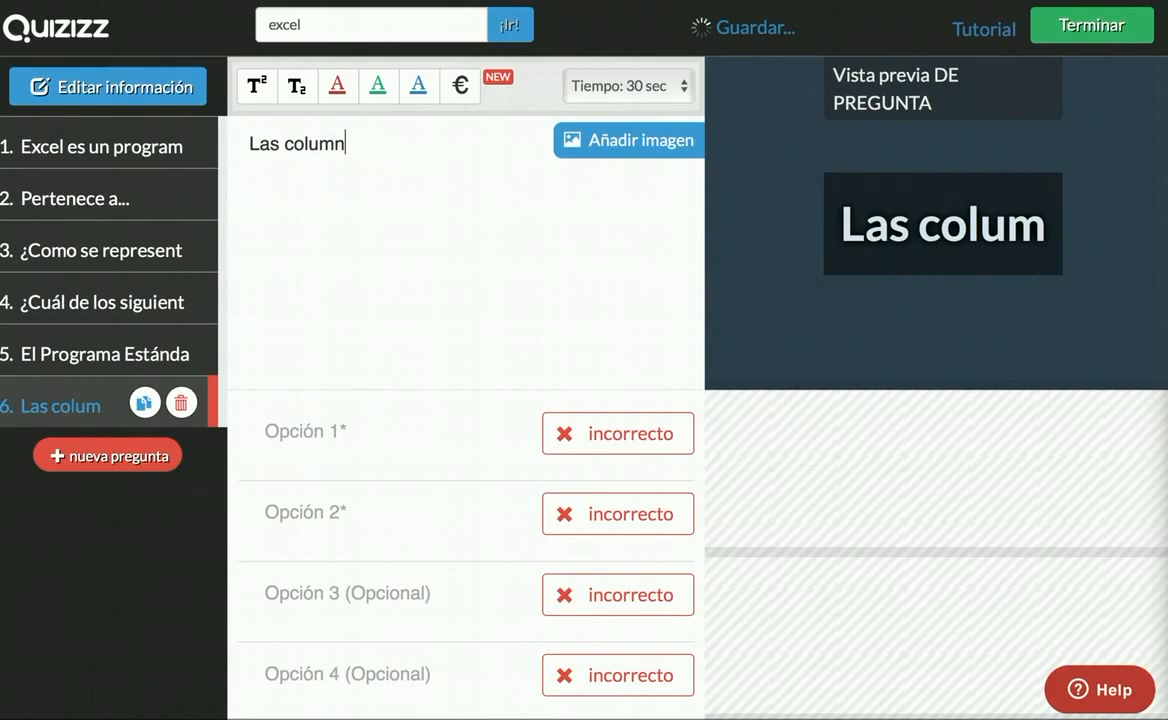 Quizizz
excel
¡Ir!
Guardar...
Tutorial
Terminar
Editar información
T² T₂ A A A € NEW
Tiempo: 30 sec
Vista previa DE
PREGUNTA
1. Excel es un program
2. Pertenece a...
3. ¿Como se represent
4. ¿Cuál de los siguient
5. El Programa Estánda
6. Las colum
nueva pregunta
Las column
Añadir imagen
Las colum
Opción 1*
incorrecto
Opción 2*
incorrecto
Opción 3 (Opcional)
incorrecto
Opción 4 (Opcional)
incorrecto
Help